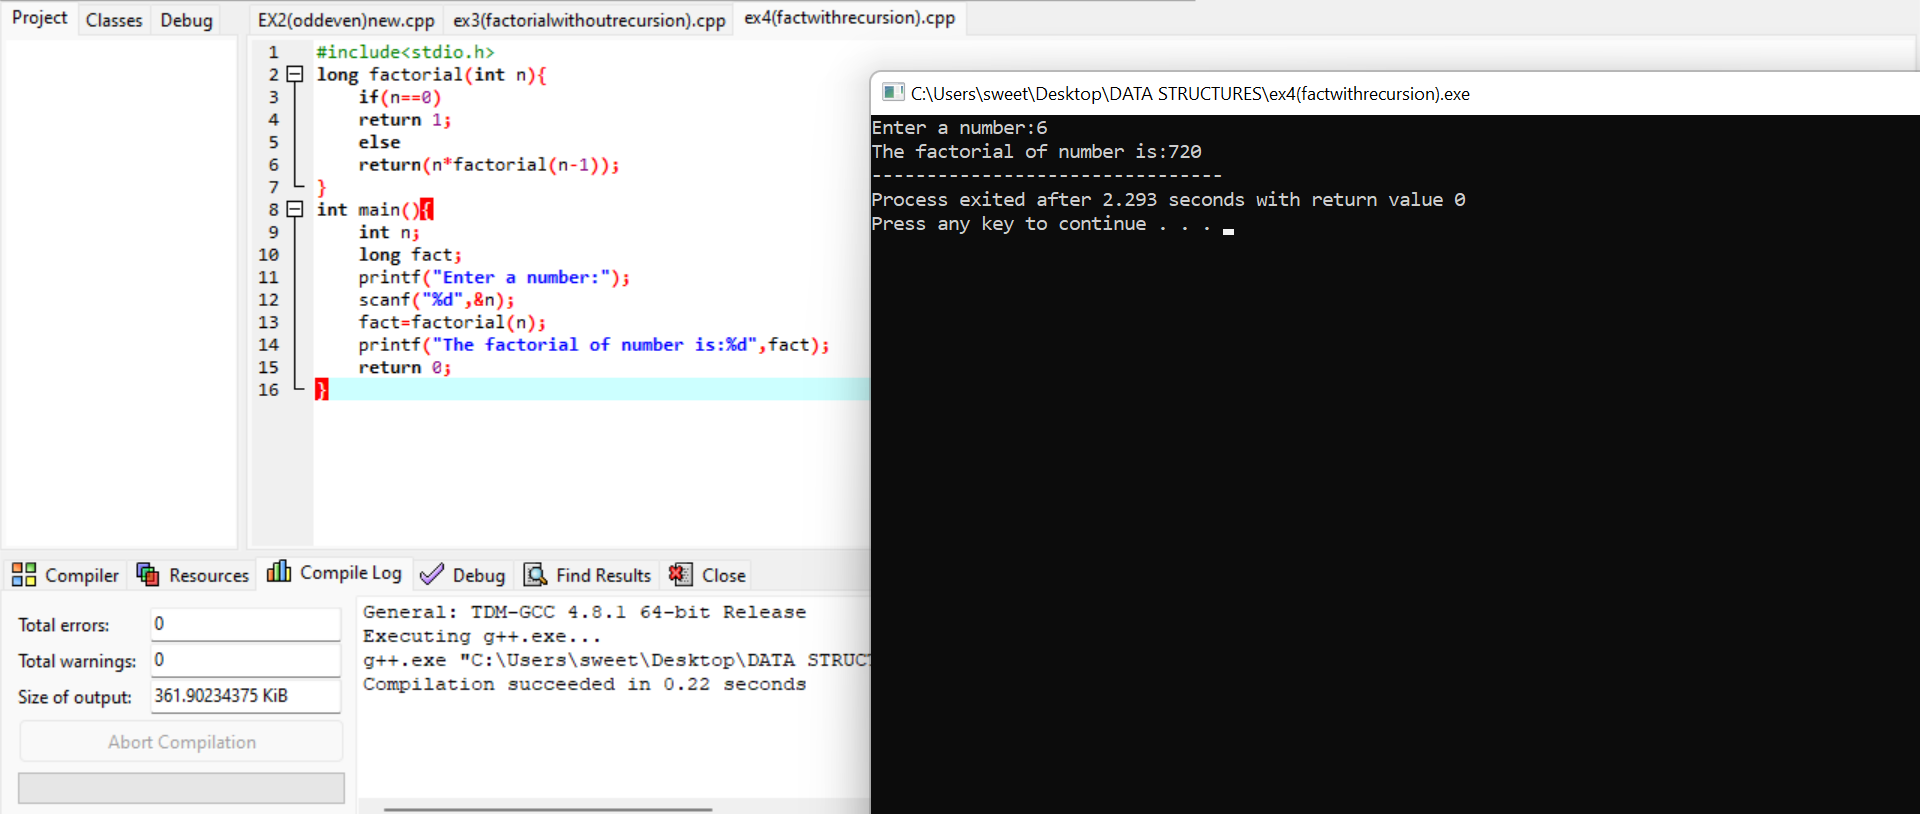 Project Classes Debug
EX2(oddeven)new.cpp ex3(factorialwithoutrecursion).cpp ex4(factwithrecursion).cpp
1 #include<stdio.h>
2 long factorial(int n){
3 if(n==0)
4 return 1;
5 else
6 return(n*factorial(n-1));
7 }
8 int main(){
9 int n;
10 long fact;
11 printf("Enter a number:");
12 scanf("%d",&n);
13 fact=factorial(n);
14 printf("The factorial of number is:%d",fact);
15 return 0;
16 }
C:\Users\sweet\Desktop\DATA STRUCTURES\ex4(factwithrecursion).exe
Enter a number:6
The factorial of number is:720
--------------------------------
Process exited after 2.293 seconds with return value 0
Press any key to continue . . .
Compiler Resources Compile Log Debug Find Results Close
Total errors: 0
Total warnings: 0
Size of output: 361.90234375 KiB
Abort Compilation
General: TDM-GCC 4.8.1 64-bit Release
Executing g++.exe...
g++.exe "C:\Users\sweet\Desktop\DATA STRUCT
Compilation succeeded in 0.22 seconds